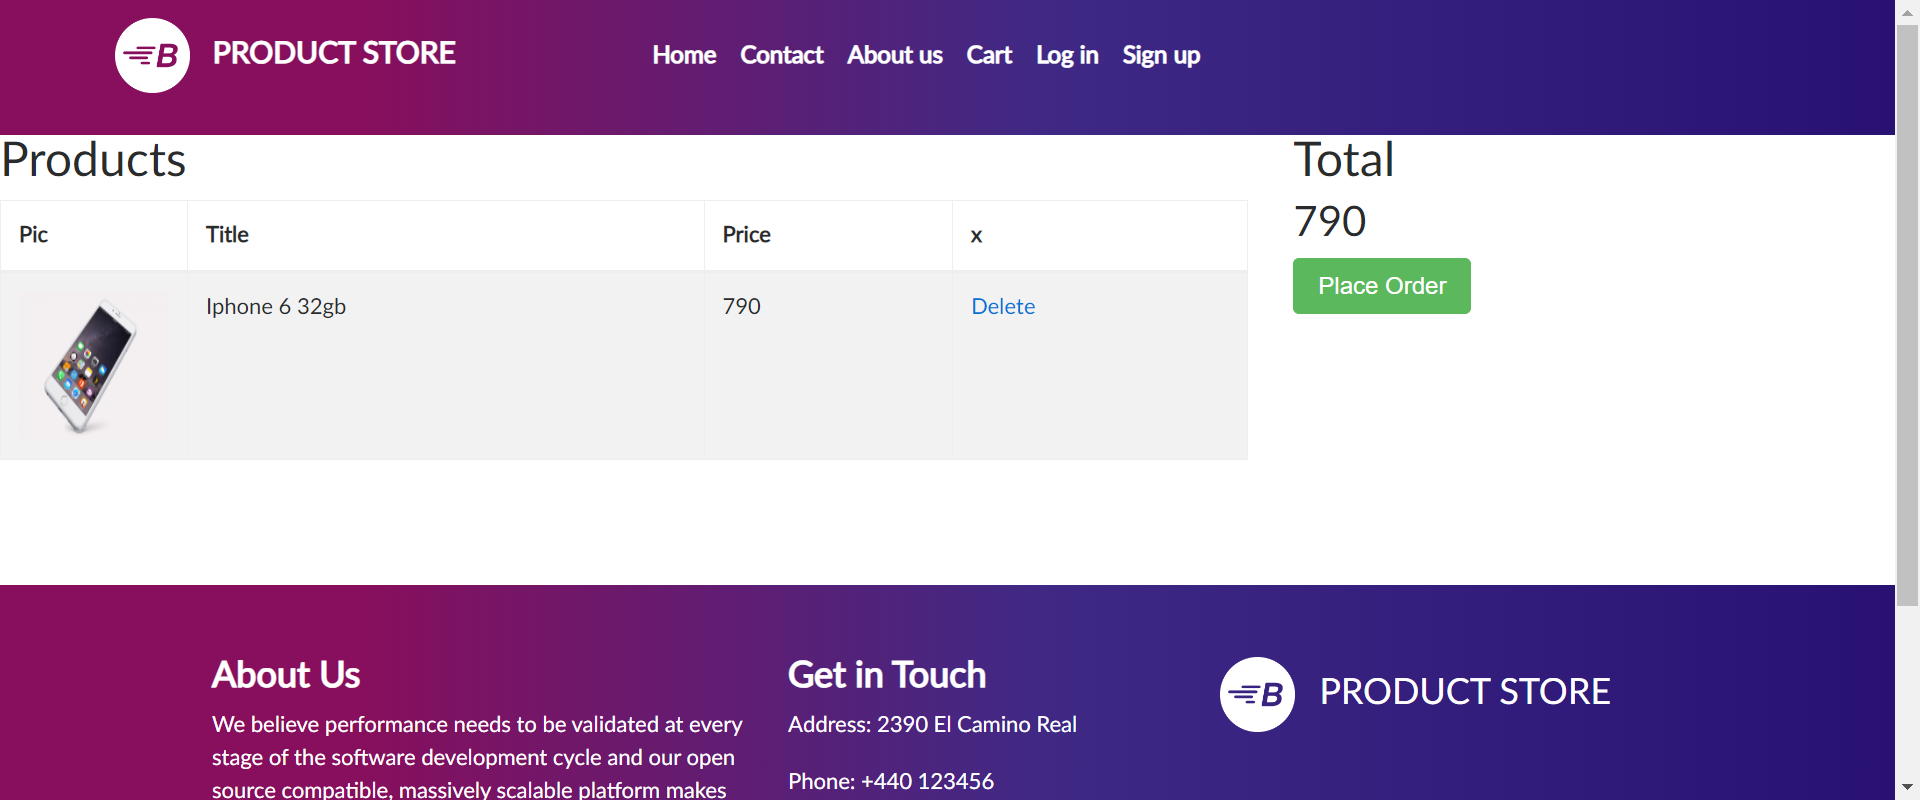 B PRODUCT STORE Home Contact About us Cart Log in Sign up
Products
Total
790
Place Order
Pic Title Price x
Iphone 6 32gb 790 Delete
About Us
We believe performance needs to be validated at every
stage of the software development cycle and our open
source compatible, massively scalable platform makes
Get in Touch
Address: 2390 El Camino Real
Phone: +440 123456
B PRODUCT STORE